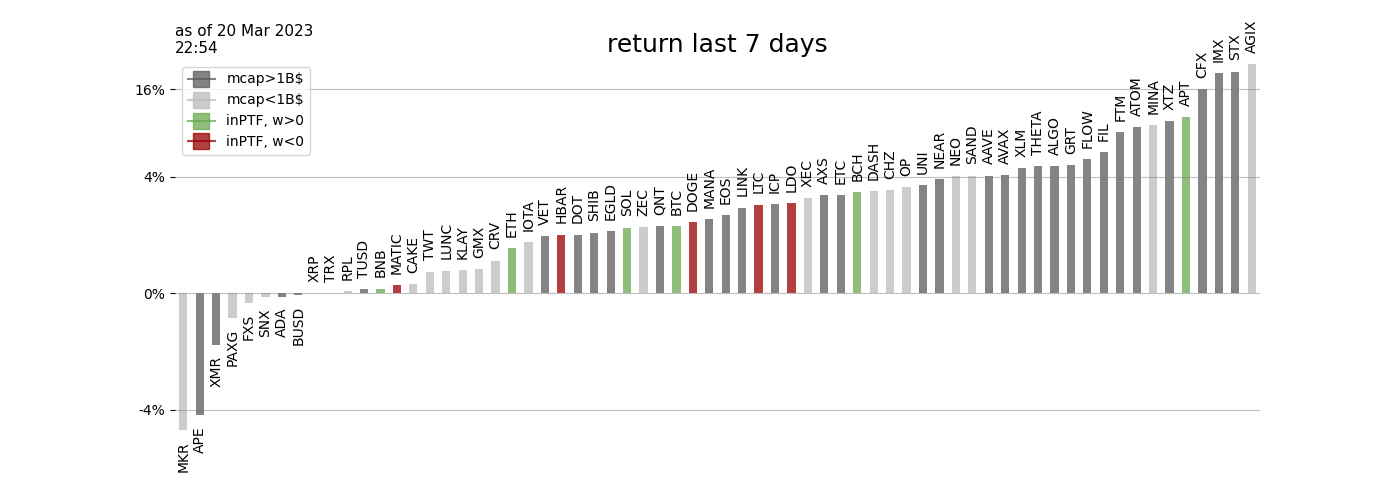 as of 20 Mar 2023
22:54
return last 7 days
mcap>1B$
mcap<1B$
inPTF, w>0
inPTF, w<0
16%
4%
0%
-4%
MKR
APE
XMR
PAXG
FXS
SNX
ADA
BUSD
XRP
TRX
RPL
TUSD
BNB
MATIC
CAKE
TWT
LUNC
KLAY
GMX
CRV
ETH
IOTA
VET
HBAR
DOT
SHIB
EGLD
SOL
ZEC
QNT
BTC
DOGE
MANA
EOS
LINK
LTC
ICP
LDO
XEC
AXS
ETC
BCH
DASH
CHZ
OP
UNI
NEAR
NEO
SAND
AAVE
AVAX
XLM
THETA
ALGO
GRT
FLOW
FIL
FTM
ATOM
MINA
XTZ
APT
CFX
IMX
STX
AGIX